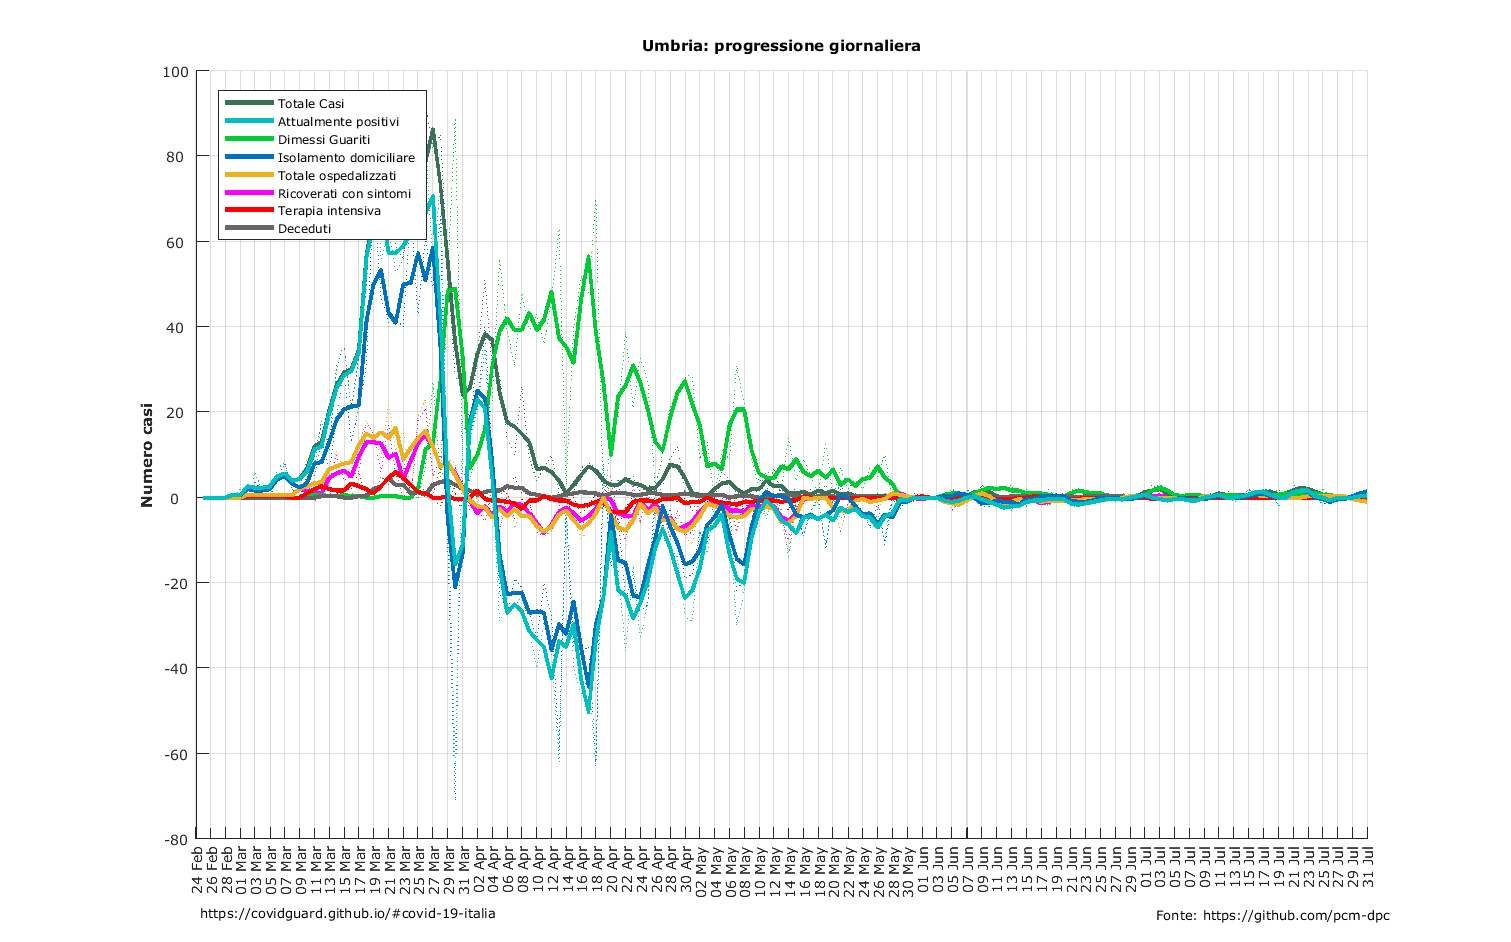 Umbria: progressione giornaliera
100
80
60
40
20
0
-20
-40
-60
-80
Numero casi
Totale Casi
Attualmente positivi
Dimessi Guariti
Isolamento domiciliare
Totale ospedalizzati
Ricoverati con sintomi
Terapia intensiva
Deceduti
24 Feb
26 Feb
28 Feb
01 Mar
03 Mar
05 Mar
07 Mar
09 Mar
11 Mar
13 Mar
15 Mar
17 Mar
19 Mar
21 Mar
23 Mar
25 Mar
27 Mar
29 Mar
31 Mar
02 Apr
04 Apr
06 Apr
08 Apr
10 Apr
12 Apr
14 Apr
16 Apr
18 Apr
20 Apr
22 Apr
24 Apr
26 Apr
28 Apr
30 Apr
02 May
04 May
06 May
08 May
10 May
12 May
14 May
16 May
18 May
20 May
22 May
24 May
26 May
28 May
30 May
01 Jun
03 Jun
05 Jun
07 Jun
09 Jun
11 Jun
13 Jun
15 Jun
17 Jun
19 Jun
21 Jun
23 Jun
25 Jun
27 Jun
29 Jun
01 Jul
03 Jul
05 Jul
07 Jul
09 Jul
11 Jul
13 Jul
15 Jul
17 Jul
19 Jul
21 Jul
23 Jul
25 Jul
27 Jul
29 Jul
31 Jul
https://covidguard.github.io/#covid-19-italia
Fonte: https://github.com/pcm-dpc